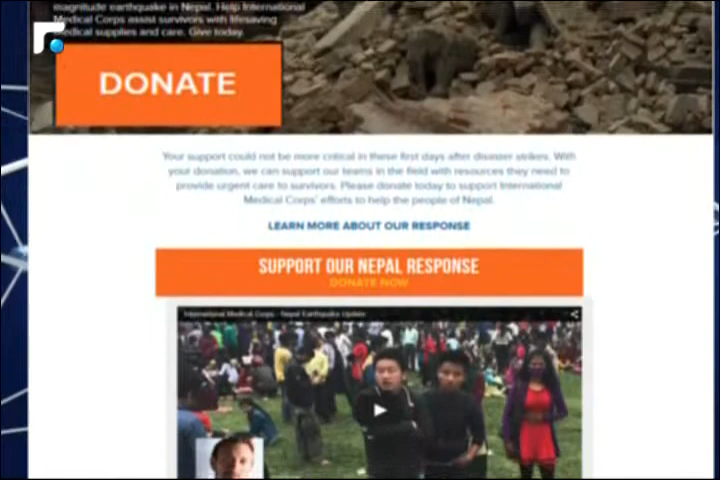 magnitude earthquake in Nepal. Help International
Medical Corps assist survivors with lifesaving
medical supplies and care. Give today.
DONATE
Your support could not be more critical in these first days after disaster strikes. With
your donation, we can support our teams in the field with resources they need to
provide urgent care to survivors. Please donate today to support International
Medical Corps' efforts to help the people of Nepal.
LEARN MORE ABOUT OUR RESPONSE
SUPPORT OUR NEPAL RESPONSE
DONATE NOW
International Medical Corps - Nepal Earthquake Update